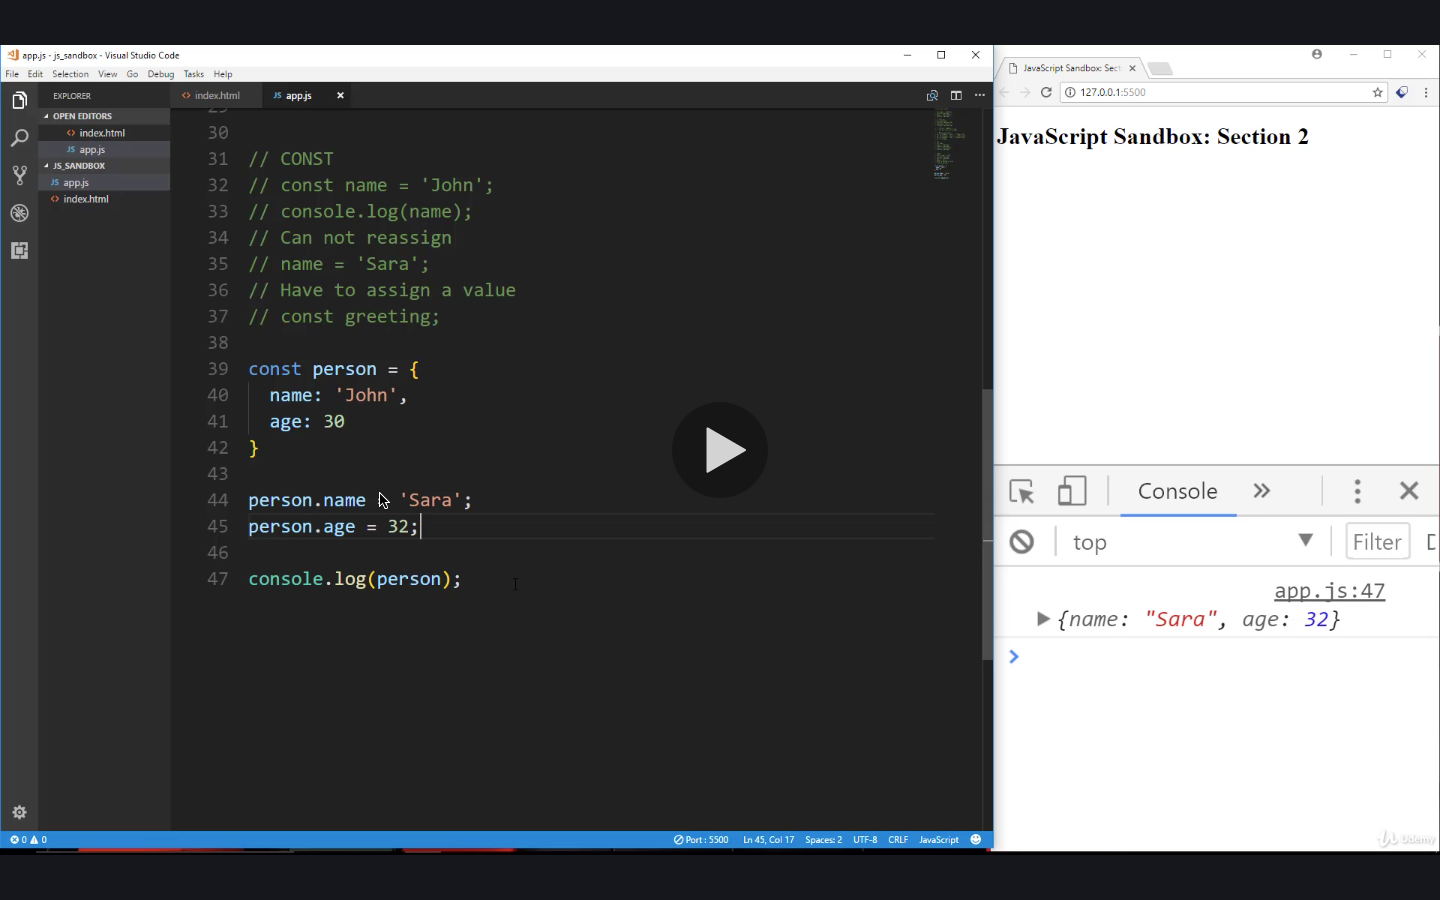 app.js - js_sandbox - Visual Studio Code
File Edit Selection View Go Debug Tasks Help
EXPLORER
OPEN EDITORS
index.html
app.js
JS_SANDBOX
app.js
index.html
index.html
app.js
29
30
31 // CONST
32 // const name = 'John';
33 // console.log(name);
34 // Can not reassign
35 // name = 'Sara';
36 // Have to assign a value
37 // const greeting;
38
39 const person = {
40 name: 'John',
41 age: 30
42 }
43
44 person.name 'Sara';
45 person.age = 32;
46
47 console.log(person);
0 0
Port : 5500 Ln 45, Col 17 Spaces: 2 UTF-8 CRLF JavaScript
JavaScript Sandbox: Sect
127.0.0.1:5500
JavaScript Sandbox: Section 2
Console
top Filter
app.js:47
{name: "Sara", age: 32}
Udemy